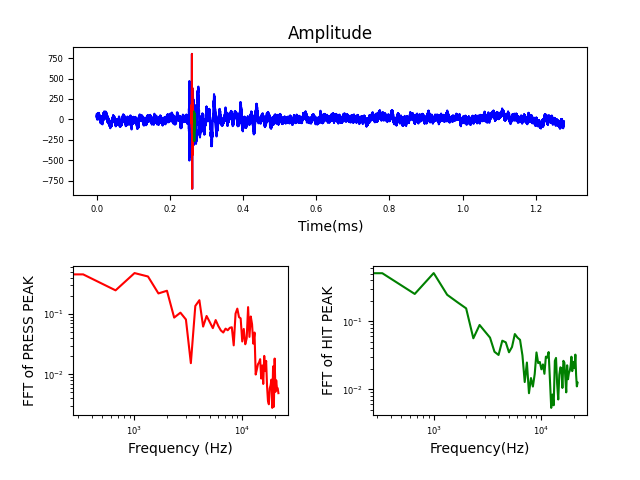 Amplitude
750
500
250
0
−250
−500
−750
0.0 0.2 0.4 0.6 0.8 1.0 1.2
Time(ms)
FFT of PRESS PEAK
10⁻¹
10⁻²
10³ 10⁴
Frequency (Hz)
FFT of HIT PEAK
10⁻¹
10⁻²
10³ 10⁴
Frequency(Hz)